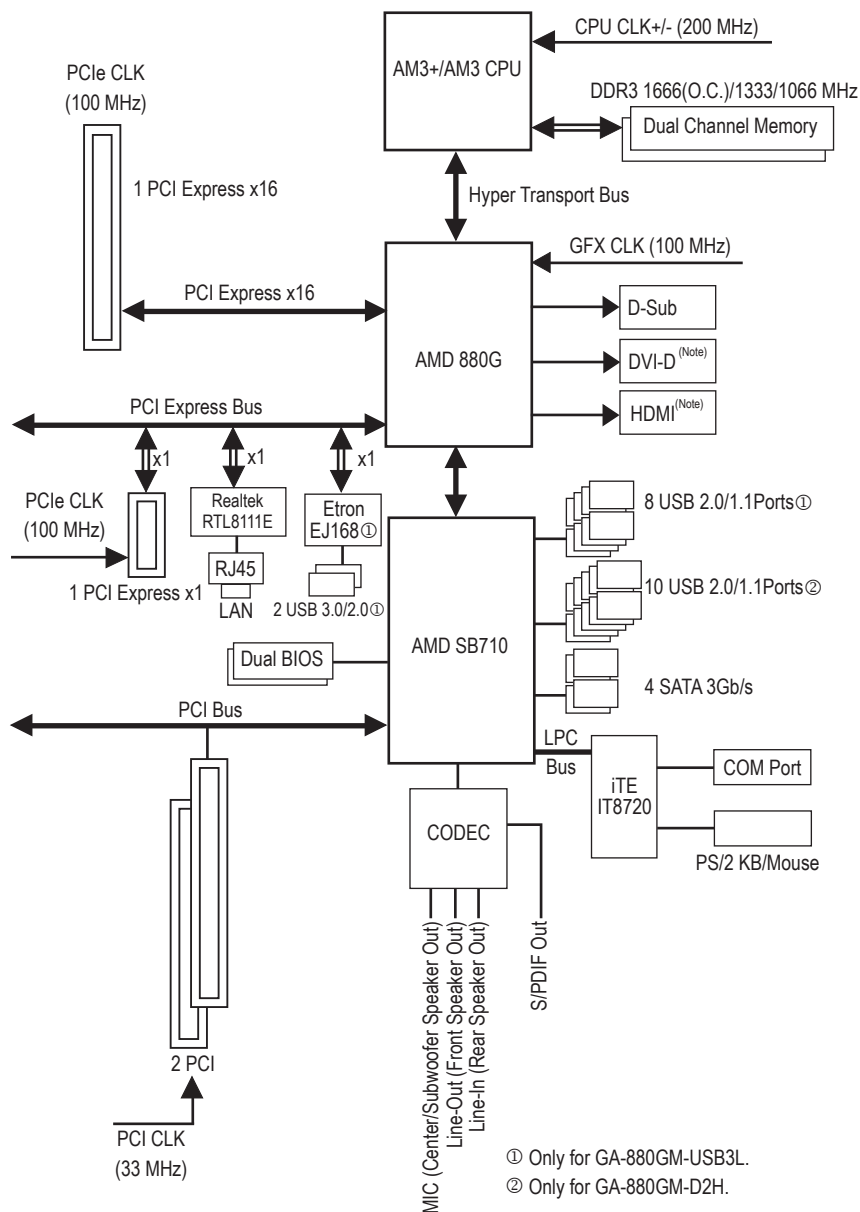 CPU CLK+/- (200 MHz)
AM3+/AM3 CPU
PCIe CLK
(100 MHz)
DDR3 1666(O.C.)/1333/1066 MHz
Dual Channel Memory
1 PCI Express x16
Hyper Transport Bus
GFX CLK (100 MHz)
PCI Express x16
D-Sub
AMD 880G
DVI-D (Note)
HDMI(Note)
PCI Express Bus
x1
x1
x1
PCIe CLK
(100 MHz)
Realtek
RTL8111E
Etron
EJ168①
8 USB 2.0/1.1Ports①
RJ45
1 PCI Express x1
LAN
2 USB 3.0/2.0①
10 USB 2.0/1.1Ports②
AMD SB710
Dual BIOS
4 SATA 3Gb/s
PCI Bus
LPC
Bus
iTE
IT8720
COM Port
CODEC
PS/2 KB/Mouse
MIC (Center/Subwoofer Speaker Out)
Line-Out (Front Speaker Out)
Line-In (Rear Speaker Out)
S/PDIF Out
2 PCI
PCI CLK
(33 MHz)
① Only for GA-880GM-USB3L.
② Only for GA-880GM-D2H.